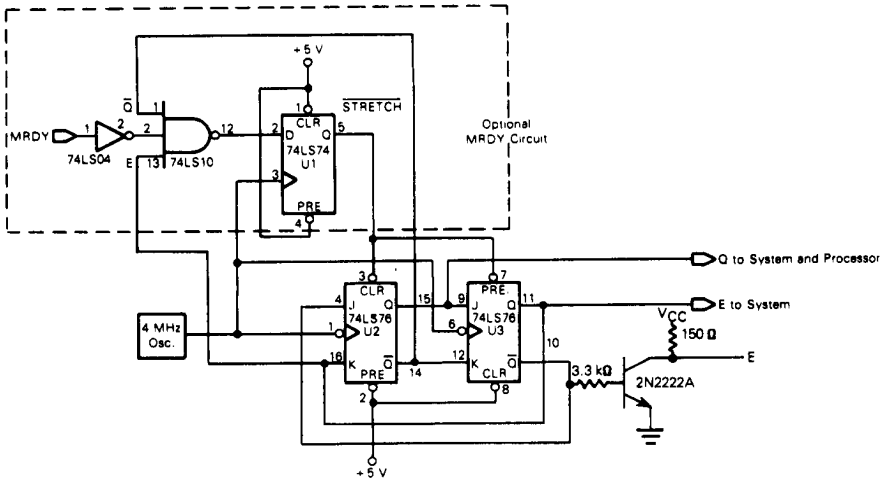 +5 V
Q̅ 1
1 CLR
S̅T̅R̅E̅T̅C̅H̅
MRDY 1 2 2 12 2 D Q 5
74LS04
E 13 74LS10
74LS74
U1
Optional
MRDY Circuit
3
PRE
4
3
CLR
7
PRE
Q to System and Processor
4 J Q 15 9 J Q 11
E to System
74LS76
U2
74LS76
U3
4 MHz
Osc.
1
6
VCC
150 Ω
10
16 K Q̅ 14
12 K Q̅
E
PRE
2
CLR
8
3.3 kΩ
2N2222A
+5 V